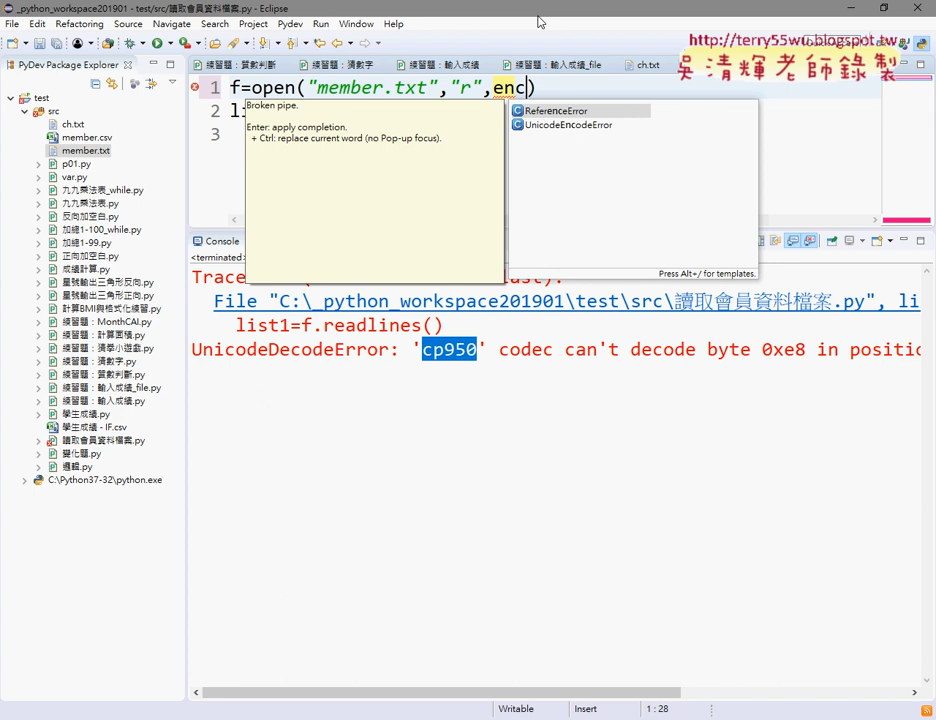 _python_workspace201901 - test/src/讀取會員資料檔案.py - Eclipse
File Edit Refactoring Source Navigate Search Project Pydev Run Window Help
http://terry55wu.blogspot.tw
吳清輝老師錄製
PyDev Package Explorer
練習題：質數判斷
練習題：猜數字
練習題：輸入成績
練習題：輸入成績_file
ch.txt
1 f=open("member.txt","r",enc)
2 li
3
Broken pipe.
Enter: apply completion.
+ Ctrl: replace current word (no Pop-up focus).
ReferenceError
UnicodeEncodeError
Press Alt+/ for templates.
test
src
ch.txt
member.csv
member.txt
p01.py
var.py
九九乘法表_while.py
九九乘法表.py
反向加空白.py
加總1-100_while.py
加總1-99.py
正向加空白.py
成績計算.py
星號輸出三角形反向.py
星號輸出三角形正向.py
計算BMI與格式化練習.py
練習題：MonthCAl.py
練習題：計算面積.py
練習題：猜拳小遊戲.py
練習題：猜數字.py
練習題：質數判斷.py
練習題：輸入成績_file.py
練習題：輸入成績.py
學生成績.py
學生成績 - IF.csv
讀取會員資料檔案.py
變化題.py
邏輯.py
C:\Python37-32\python.exe
Console
<terminated>
Trace
last):
File "C:\_python_workspace201901\test\src\讀取會員資料檔案.py", li
list1=f.readlines()
UnicodeDecodeError: 'cp950' codec can't decode byte 0xe8 in positio
Writable Insert 1 : 28